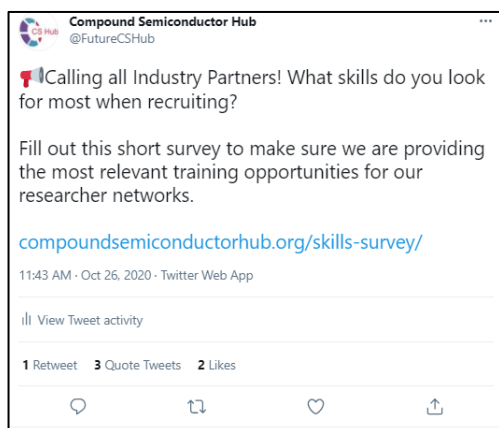 CS Hub
Compound Semiconductor Hub
@FutureCSHub
Calling all Industry Partners! What skills do you look
for most when recruiting?
Fill out this short survey to make sure we are providing
the most relevant training opportunities for our
researcher networks.
compoundsemiconductorhub.org/skills-survey/
11:43 AM · Oct 26, 2020 · Twitter Web App
View Tweet activity
1 Retweet 3 Quote Tweets 2 Likes